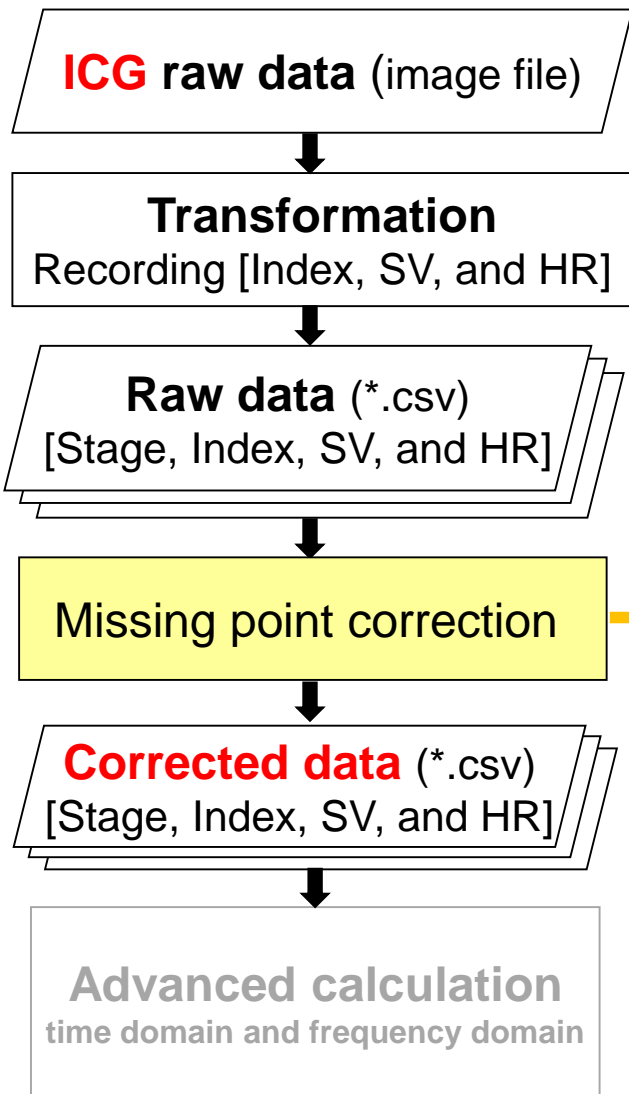 ICG raw data (image file)
Transformation
Recording [Index, SV, and HR]
Raw data (*.csv)
[Stage, Index, SV, and HR]
Missing point correction
Corrected data (*.csv)
[Stage, Index, SV, and HR]
Advanced calculation
time domain and frequency domain